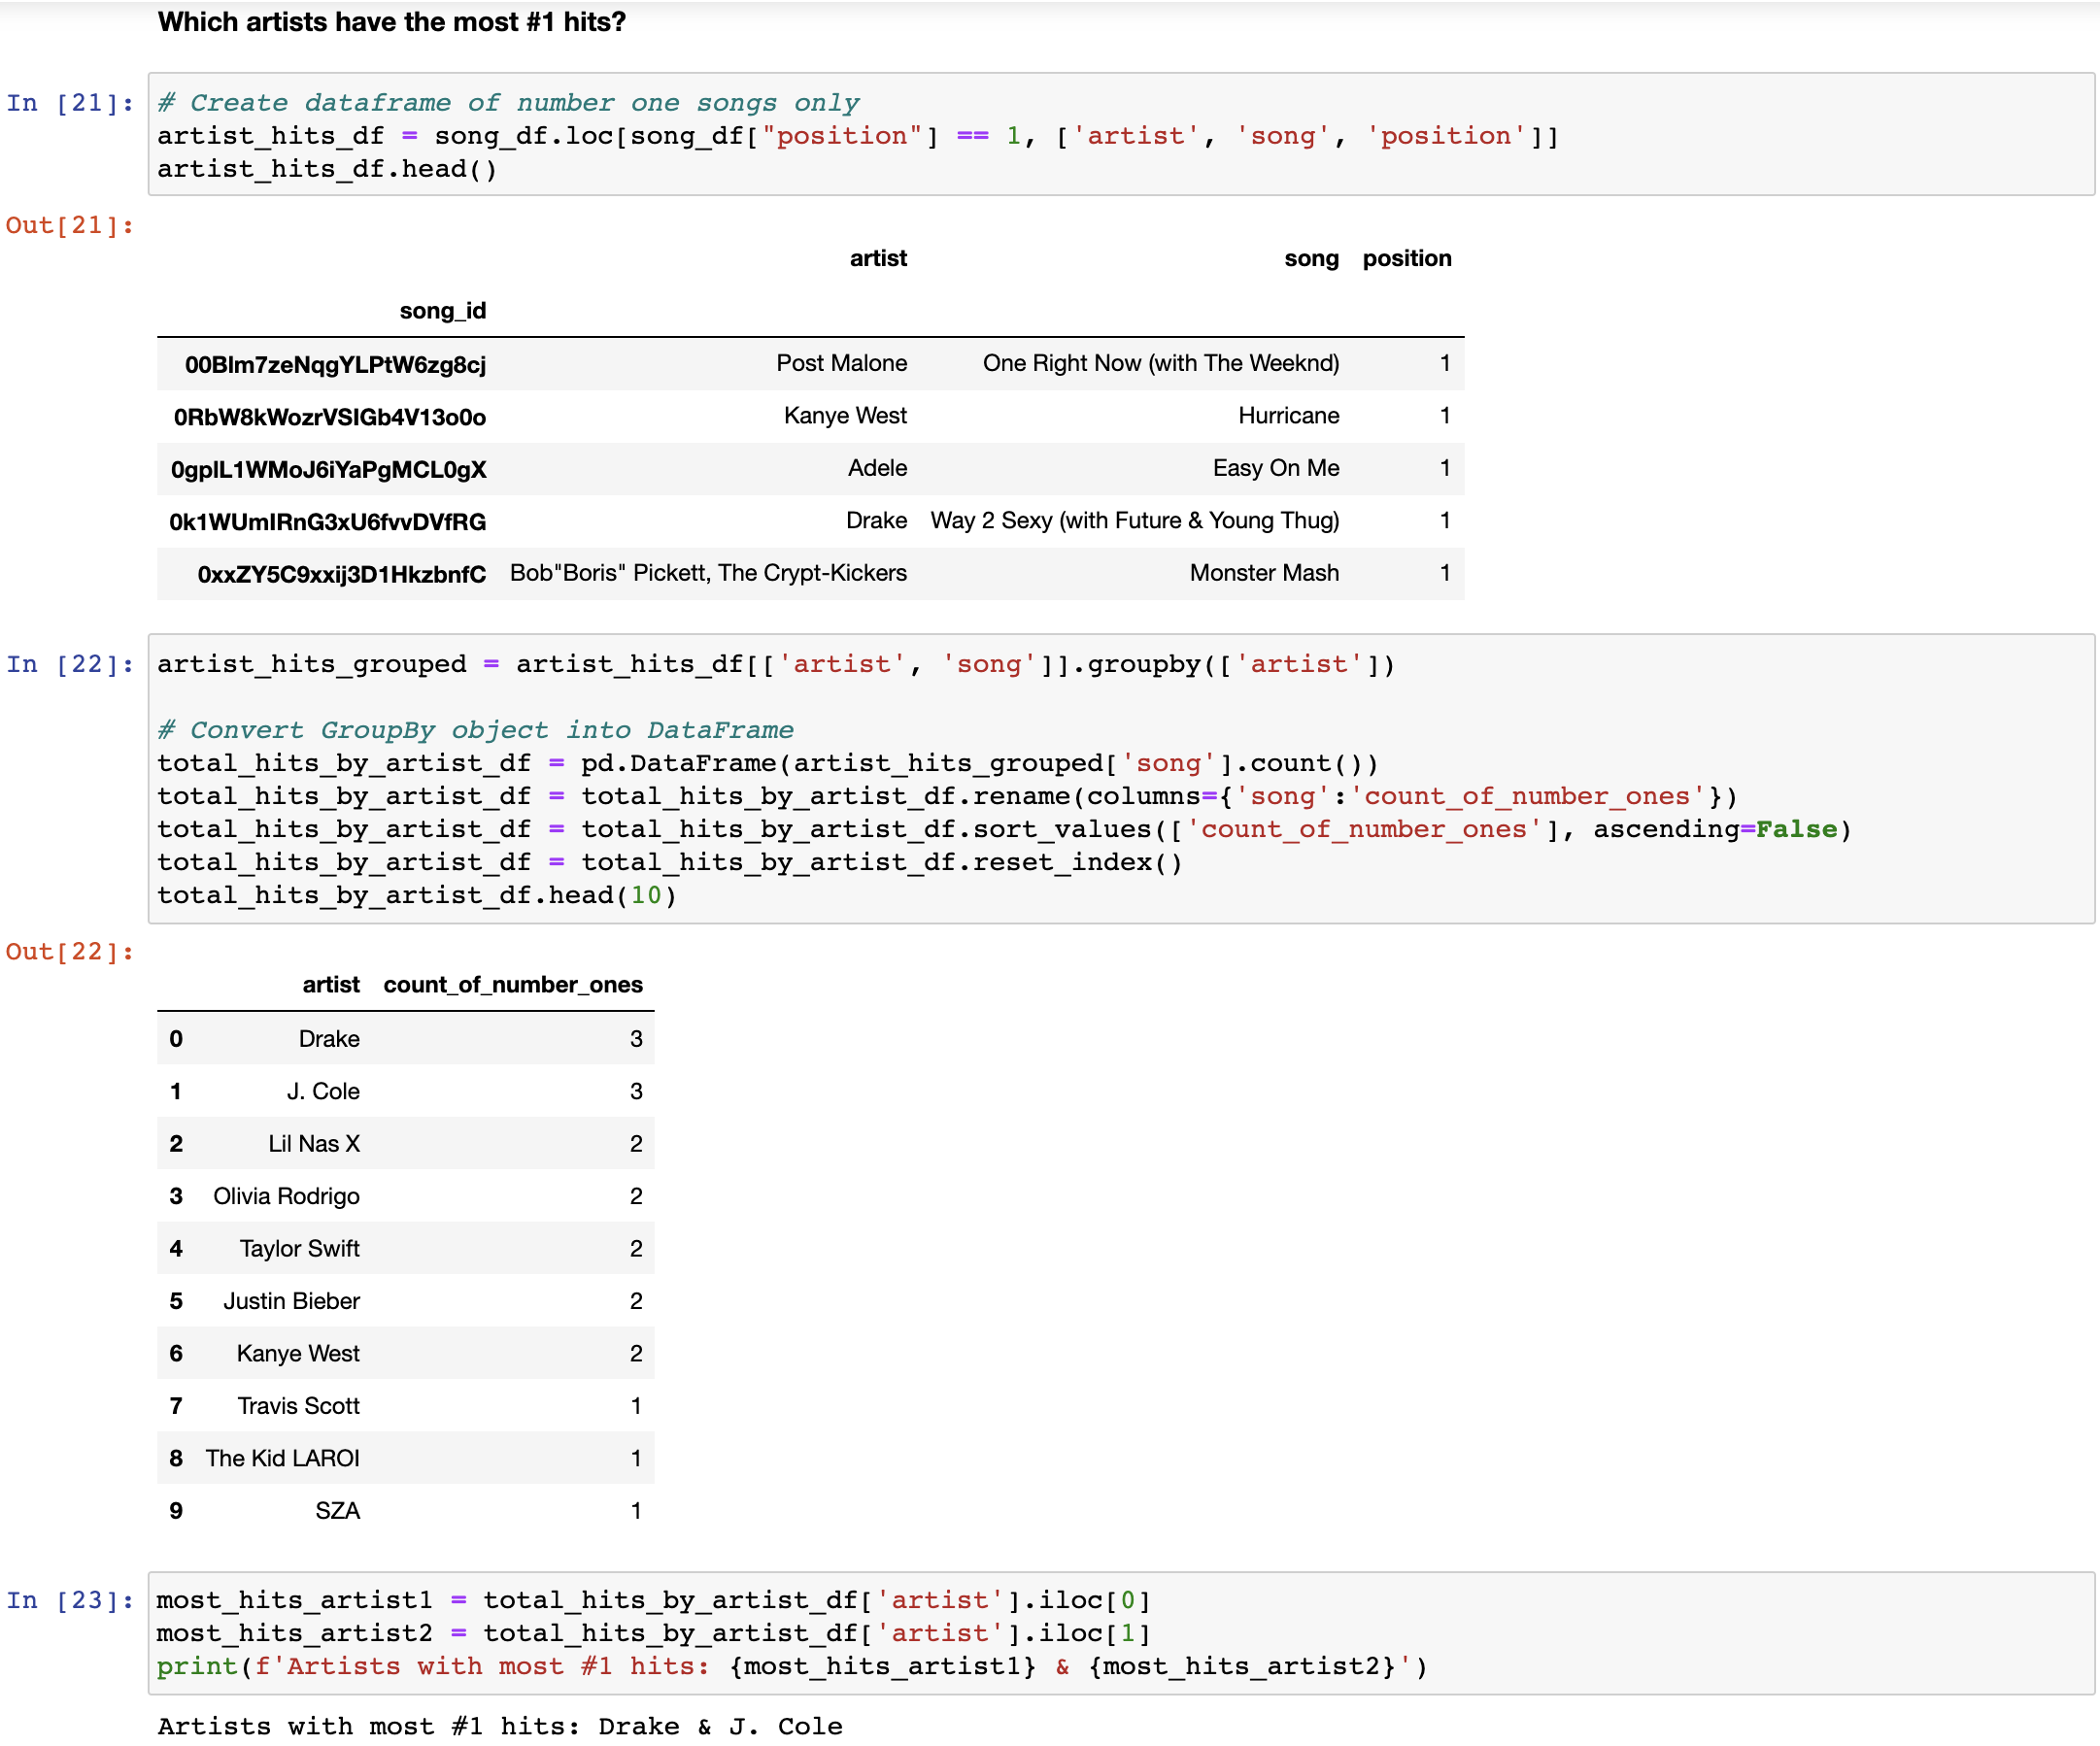 Which artists have the most #1 hits?
In [21]: # Create dataframe of number one songs only
artist_hits_df = song_df.loc[song_df["position"] == 1, ['artist', 'song', 'position']]
artist_hits_df.head()
Out[21]:
artist song position
song_id
00Blm7zeNqgYLPtW6zg8cj Post Malone One Right Now (with The Weeknd) 1
0RbW8kWozrVSIGb4V13o0o Kanye West Hurricane 1
0gplL1WMoJ6iYaPgMCL0gX Adele Easy On Me 1
0k1WUmIRnG3xU6fvvDVfRG Drake Way 2 Sexy (with Future & Young Thug) 1
0xxZY5C9xxij3D1HkzbnfC Bob"Boris" Pickett, The Crypt-Kickers Monster Mash 1
In [22]: artist_hits_grouped = artist_hits_df[['artist', 'song']].groupby(['artist'])
# Convert GroupBy object into DataFrame
total_hits_by_artist_df = pd.DataFrame(artist_hits_grouped['song'].count())
total_hits_by_artist_df = total_hits_by_artist_df.rename(columns={'song':'count_of_number_ones'})
total_hits_by_artist_df = total_hits_by_artist_df.sort_values(['count_of_number_ones'], ascending=False)
total_hits_by_artist_df = total_hits_by_artist_df.reset_index()
total_hits_by_artist_df.head(10)
Out[22]:
artist count_of_number_ones
0 Drake 3
1 J. Cole 3
2 Lil Nas X 2
3 Olivia Rodrigo 2
4 Taylor Swift 2
5 Justin Bieber 2
6 Kanye West 2
7 Travis Scott 1
8 The Kid LAROI 1
9 SZA 1
In [23]: most_hits_artist1 = total_hits_by_artist_df['artist'].iloc[0]
most_hits_artist2 = total_hits_by_artist_df['artist'].iloc[1]
print(f'Artists with most #1 hits: {most_hits_artist1} & {most_hits_artist2}')
Artists with most #1 hits: Drake & J. Cole